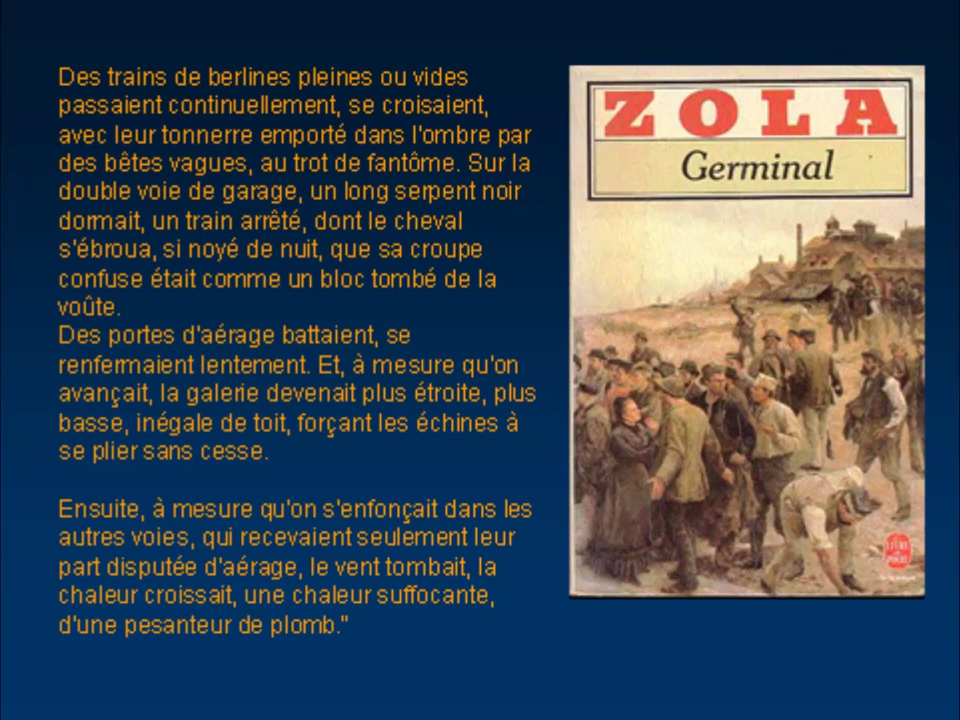 Des trains de berlines pleines ou vides
passaient continuellement, se croisaient,
avec leur tonnerre emporté dans l'ombre par
des bêtes vagues, au trot de fantôme. Sur la
double voie de garage, un long serpent noir
dormait, un train arrêté, dont le cheval
s'ébroua, si noyé de nuit, que sa croupe
confuse était comme un bloc tombé de la
voûte.
Des portes d'aérage battaient, se
renfermaient lentement. Et, à mesure qu'on
avançait, la galerie devenait plus étroite, plus
basse, inégale de toit, forçant les échines à
se plier sans cesse.
Ensuite, à mesure qu'on s'enfonçait dans les
autres voies, qui recevaient seulement leur
part disputée d'aérage, le vent tombait, la
chaleur croissait, une chaleur suffocante,
d'une pesanteur de plomb."
ZOLA
Germinal